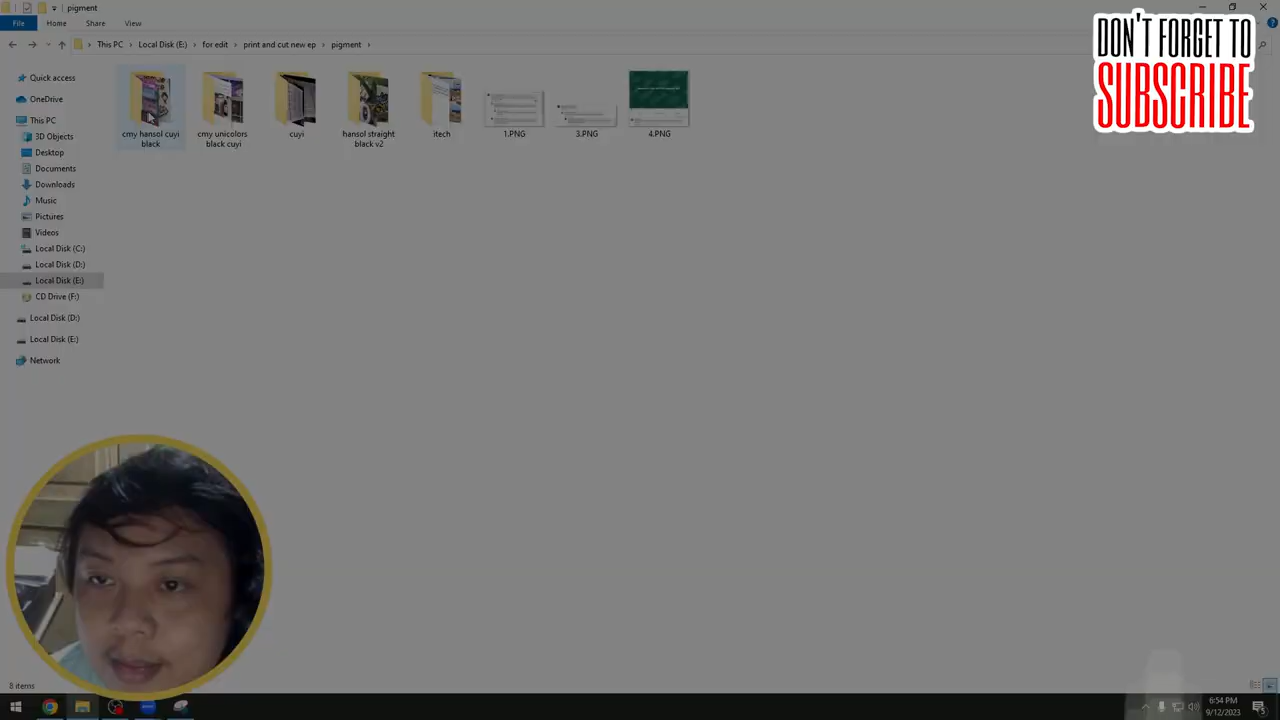 pigment
File
Home
Share
View
This PC
Local Disk (E:)
for edit
print and cut new ep
pigment
Quick access
OneDrive
This PC
3D Objects
Desktop
Documents
Downloads
Music
Pictures
Videos
Local Disk (C:)
Local Disk (D:)
Local Disk (E:)
CD Drive (F:)
Local Disk (D:)
Local Disk (E:)
Network
cmy hansol cuyi
black
cmy unicolors
black cuyi
cuyi
hansol straight
black v2
itech
1.PNG
3.PNG
4.PNG
DON'T FORGET TO
SUBSCRIBE
8 items
6:54 PM
9/12/2023